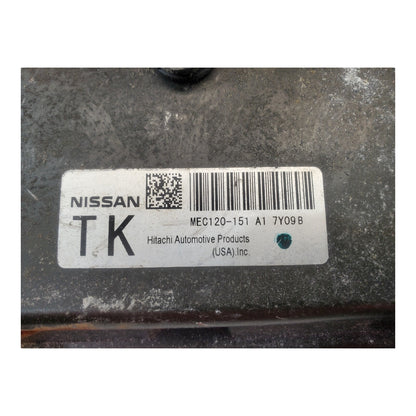 NISSAN
MEC120-151 A1 7Y09B
TK
Hitachi Automotive Products
(USA).Inc.